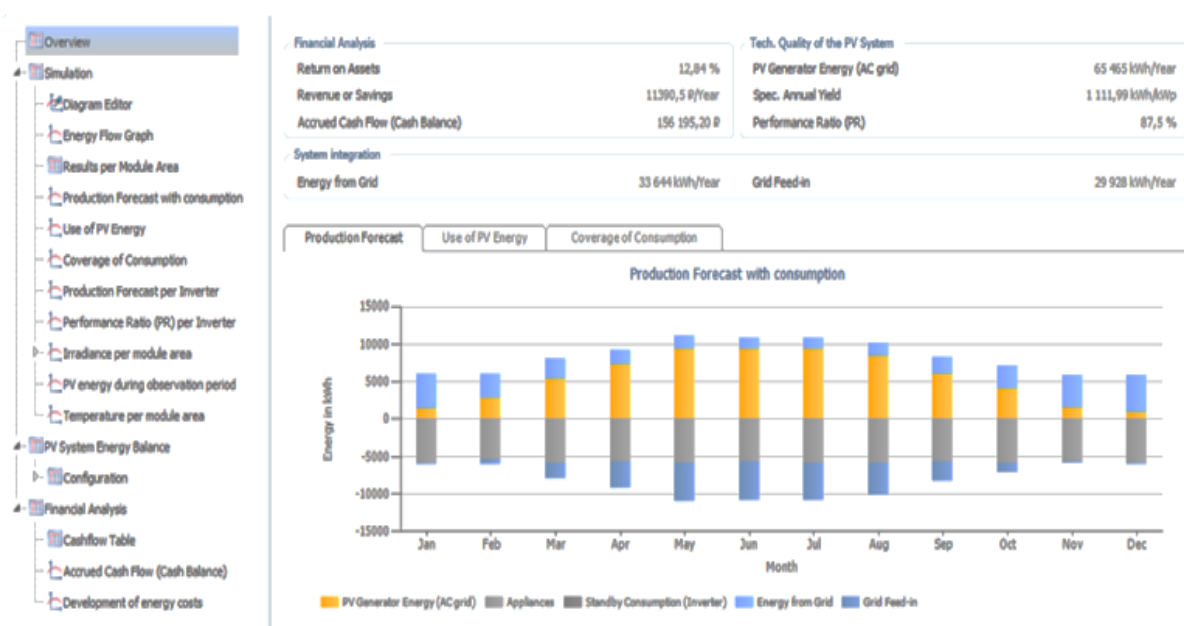 Overview
Simulation
Diagram Editor
Energy Flow Graph
Results per Module Area
Production Forecast with consumption
Use of PV Energy
Coverage of Consumption
Production Forecast per Inverter
Performance Ratio (PR) per Inverter
Irradiance per module area
PV energy during observation period
Temperature per module area
PV System Energy Balance
Configuration
Financial Analysis
Cashflow Table
Accrued Cash Flow (Cash Balance)
Development of energy costs
Financial Analysis
Return on Assets 12,84 %
Revenue or Savings 11390,5 ₽/Year
Accrued Cash Flow (Cash Balance) 156 195,20 ₽
Tech. Quality of the PV System
PV Generator Energy (AC grid) 65 465 kWh/Year
Spec. Annual Yield 1 111,99 kWh/kWp
Performance Ratio (PR) 87,5 %
System integration
Energy from Grid 33 644 kWh/Year Grid Feed-in 29 928 kWh/Year
Production Forecast Use of PV Energy Coverage of Consumption
Production Forecast with consumption
Energy in kWh
15000
10000
5000
0
-5000
-10000
-15000
Jan Feb Mar Apr May Jun Jul Aug Sep Oct Nov Dec
Month
PV Generator Energy (AC grid) Appliances Standby Consumption (Inverter) Energy from Grid Grid Feed-in